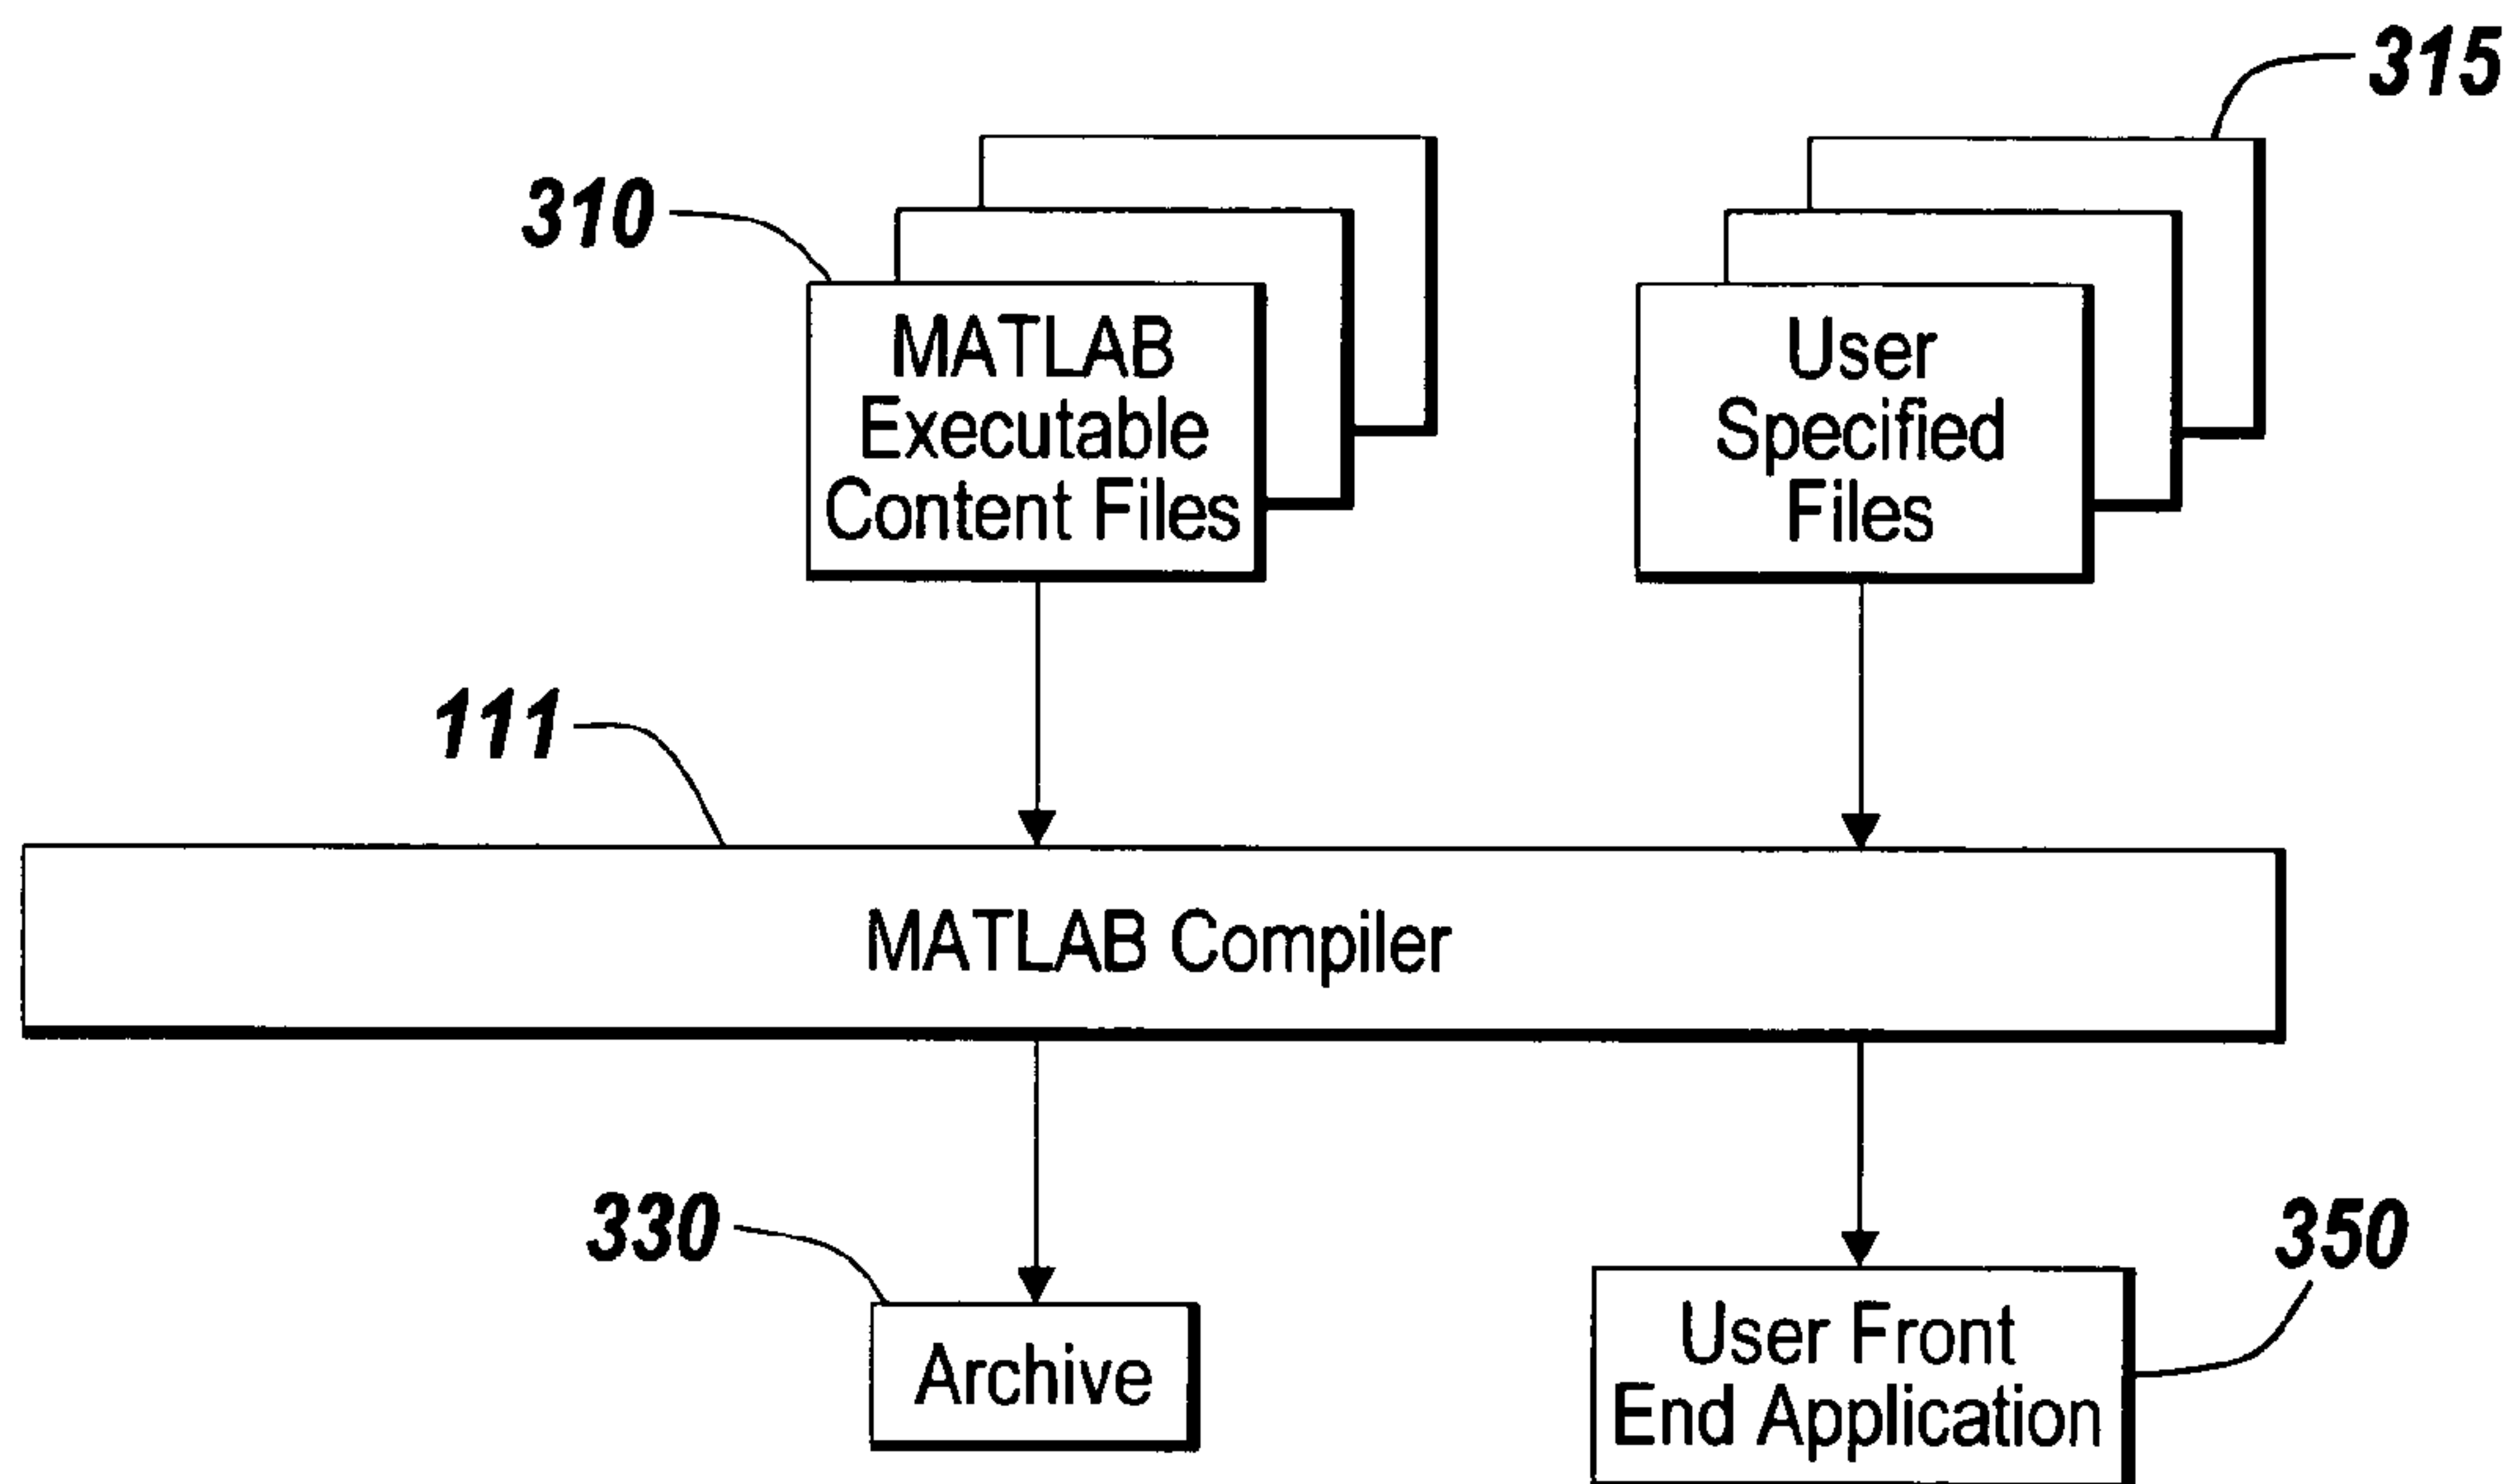 315
310
MATLAB
Executable
Content Files
User
Specified
Files
111
MATLAB Compiler
330
Archive
350
User Front
End Application